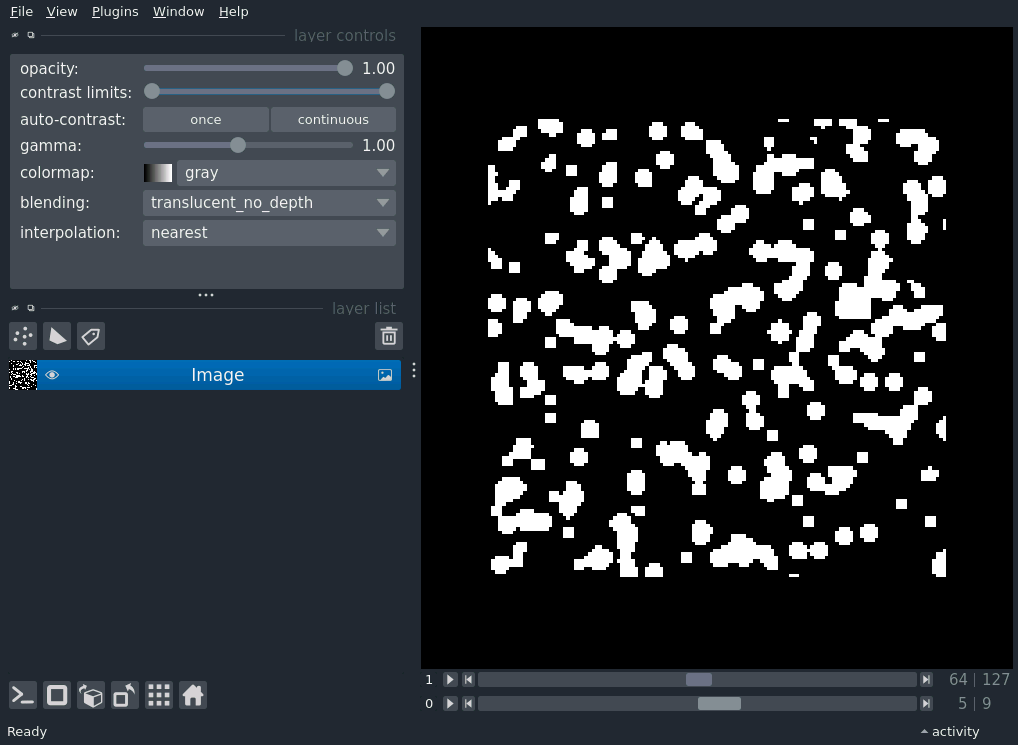 File View Plugins Window Help
layer controls
opacity: 1.00
contrast limits:
auto-contrast: once continuous
gamma: 1.00
colormap: gray
blending: translucent_no_depth
interpolation: nearest
layer list
Image
1 64 | 127
0 5 | 9
Ready activity